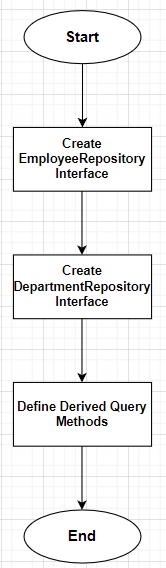 Start
Create
EmployeeRepository
Interface
Create
DepartmentRepository
Interface
Define Derived Query
Methods
End